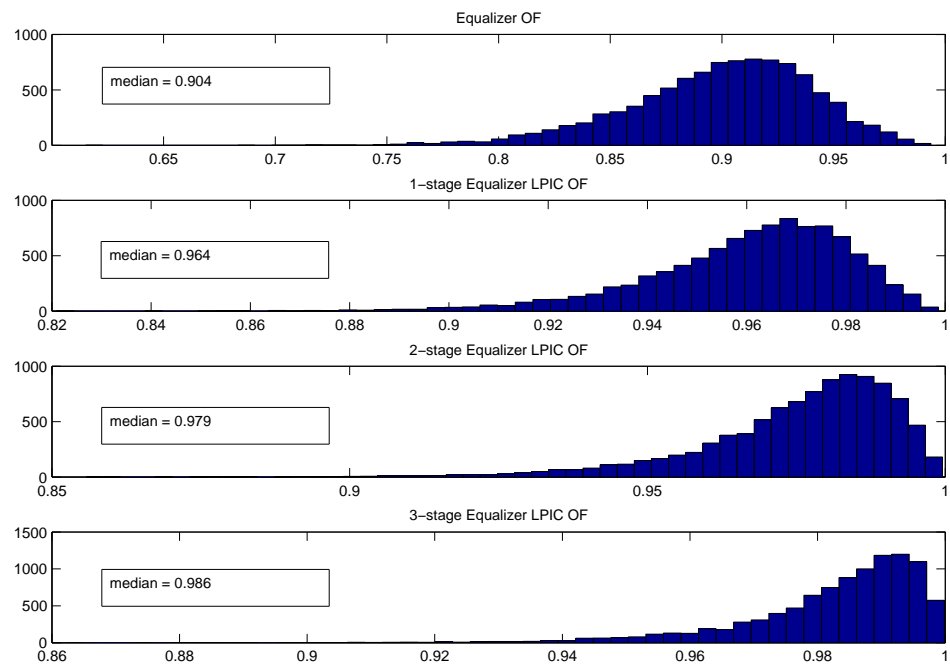 Equalizer OF
1000
500
0
median = 0.904
0.65 0.7 0.75 0.8 0.85 0.9 0.95 1
1−stage Equalizer LPIC OF
1000
500
0
median = 0.964
0.82 0.84 0.86 0.88 0.9 0.92 0.94 0.96 0.98 1
2−stage Equalizer LPIC OF
1000
500
0
median = 0.979
0.85 0.9 0.95 1
3−stage Equalizer LPIC OF
1500
1000
500
0
median = 0.986
0.86 0.88 0.9 0.92 0.94 0.96 0.98 1